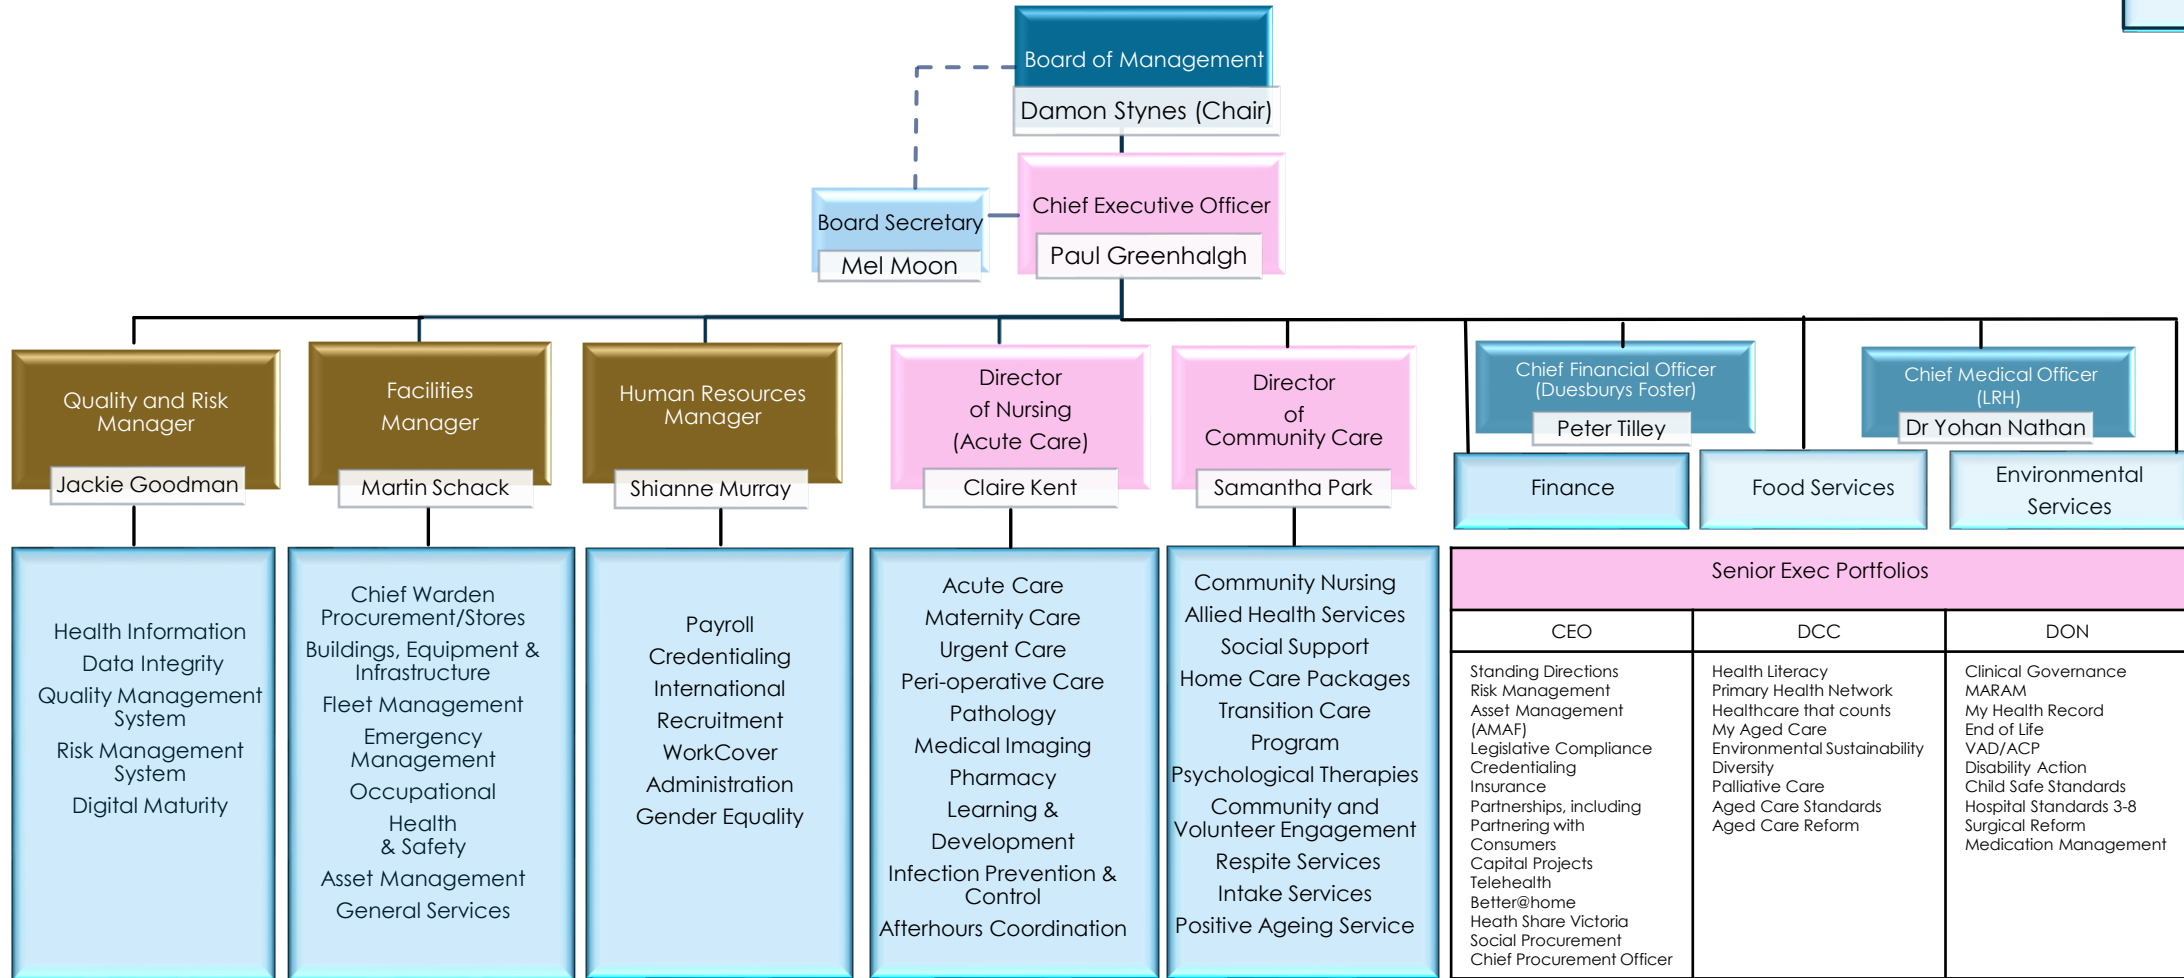 Board of Management
Damon Stynes (Chair)
Chief Executive Officer
Paul Greenhalgh
Board Secretary
Mel Moon
Quality and Risk
Manager
Jackie Goodman
Facilities
Manager
Martin Schack
Human Resources
Manager
Shianne Murray
Director
of Nursing
(Acute Care)
Claire Kent
Director
of
Community Care
Samantha Park
Chief Financial Officer
(Duesburys Foster)
Peter Tilley
Chief Medical Officer
(LRH)
Dr Yohan Nathan
Finance
Food Services
Environmental
Services
Health Information
Data Integrity
Quality Management
System
Risk Management
System
Digital Maturity
Chief Warden
Procurement/Stores
Buildings, Equipment &
Infrastructure
Fleet Management
Emergency
Management
Occupational
Health
& Safety
Asset Management
General Services
Payroll
Credentialing
International
Recruitment
WorkCover
Administration
Gender Equality
Acute Care
Maternity Care
Urgent Care
Peri-operative Care
Pathology
Medical Imaging
Pharmacy
Learning &
Development
Infection Prevention &
Control
Afterhours Coordination
Community Nursing
Allied Health Services
Social Support
Home Care Packages
Transition Care
Program
Psychological Therapies
Community and
Volunteer Engagement
Respite Services
Intake Services
Positive Ageing Service
Senior Exec Portfolios
CEO
Standing Directions
Risk Management
Asset Management
(AMAF)
Legislative Compliance
Credentialing
Insurance
Partnerships, including
Partnering with
Consumers
Capital Projects
Telehealth
Better@home
Heath Share Victoria
Social Procurement
Chief Procurement Officer
DCC
Health Literacy
Primary Health Network
Healthcare that counts
My Aged Care
Environmental Sustainability
Diversity
Palliative Care
Aged Care Standards
Aged Care Reform
DON
Clinical Governance
MARAM
My Health Record
End of Life
VAD/ACP
Disability Action
Child Safe Standards
Hospital Standards 3-8
Surgical Reform
Medication Management